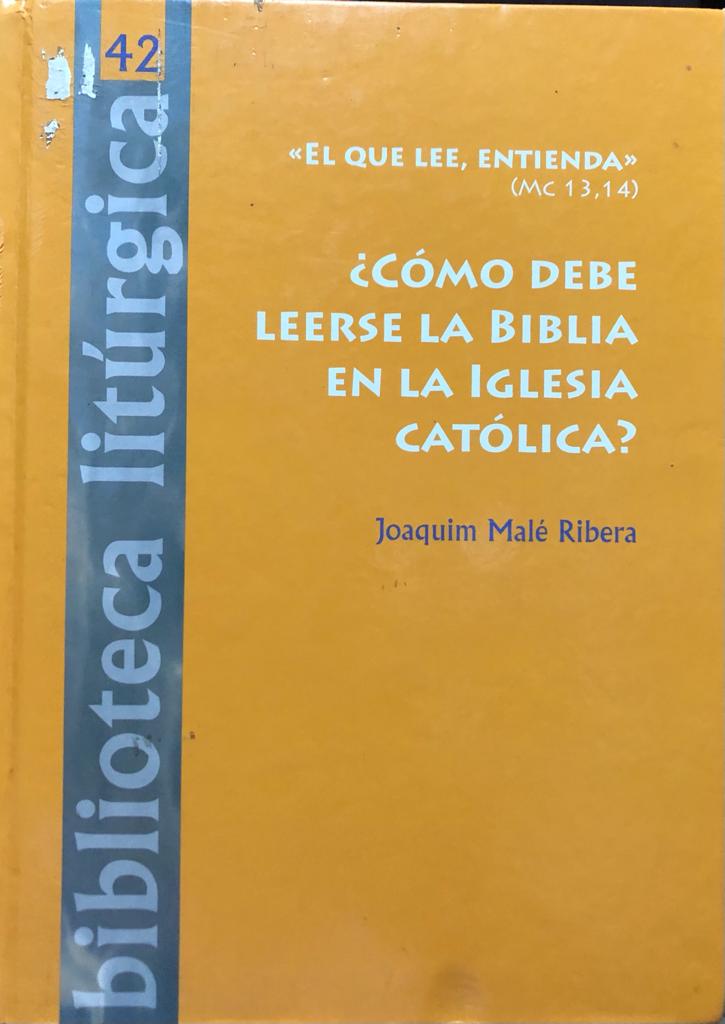 42
biblioteca litúrgica
«EL QUE LEE, ENTIENDA»
(MC 13,14)
¿CÓMO DEBE
LEERSE LA BIBLIA
EN LA IGLESIA
CATÓLICA?
Joaquim Malé Ribera